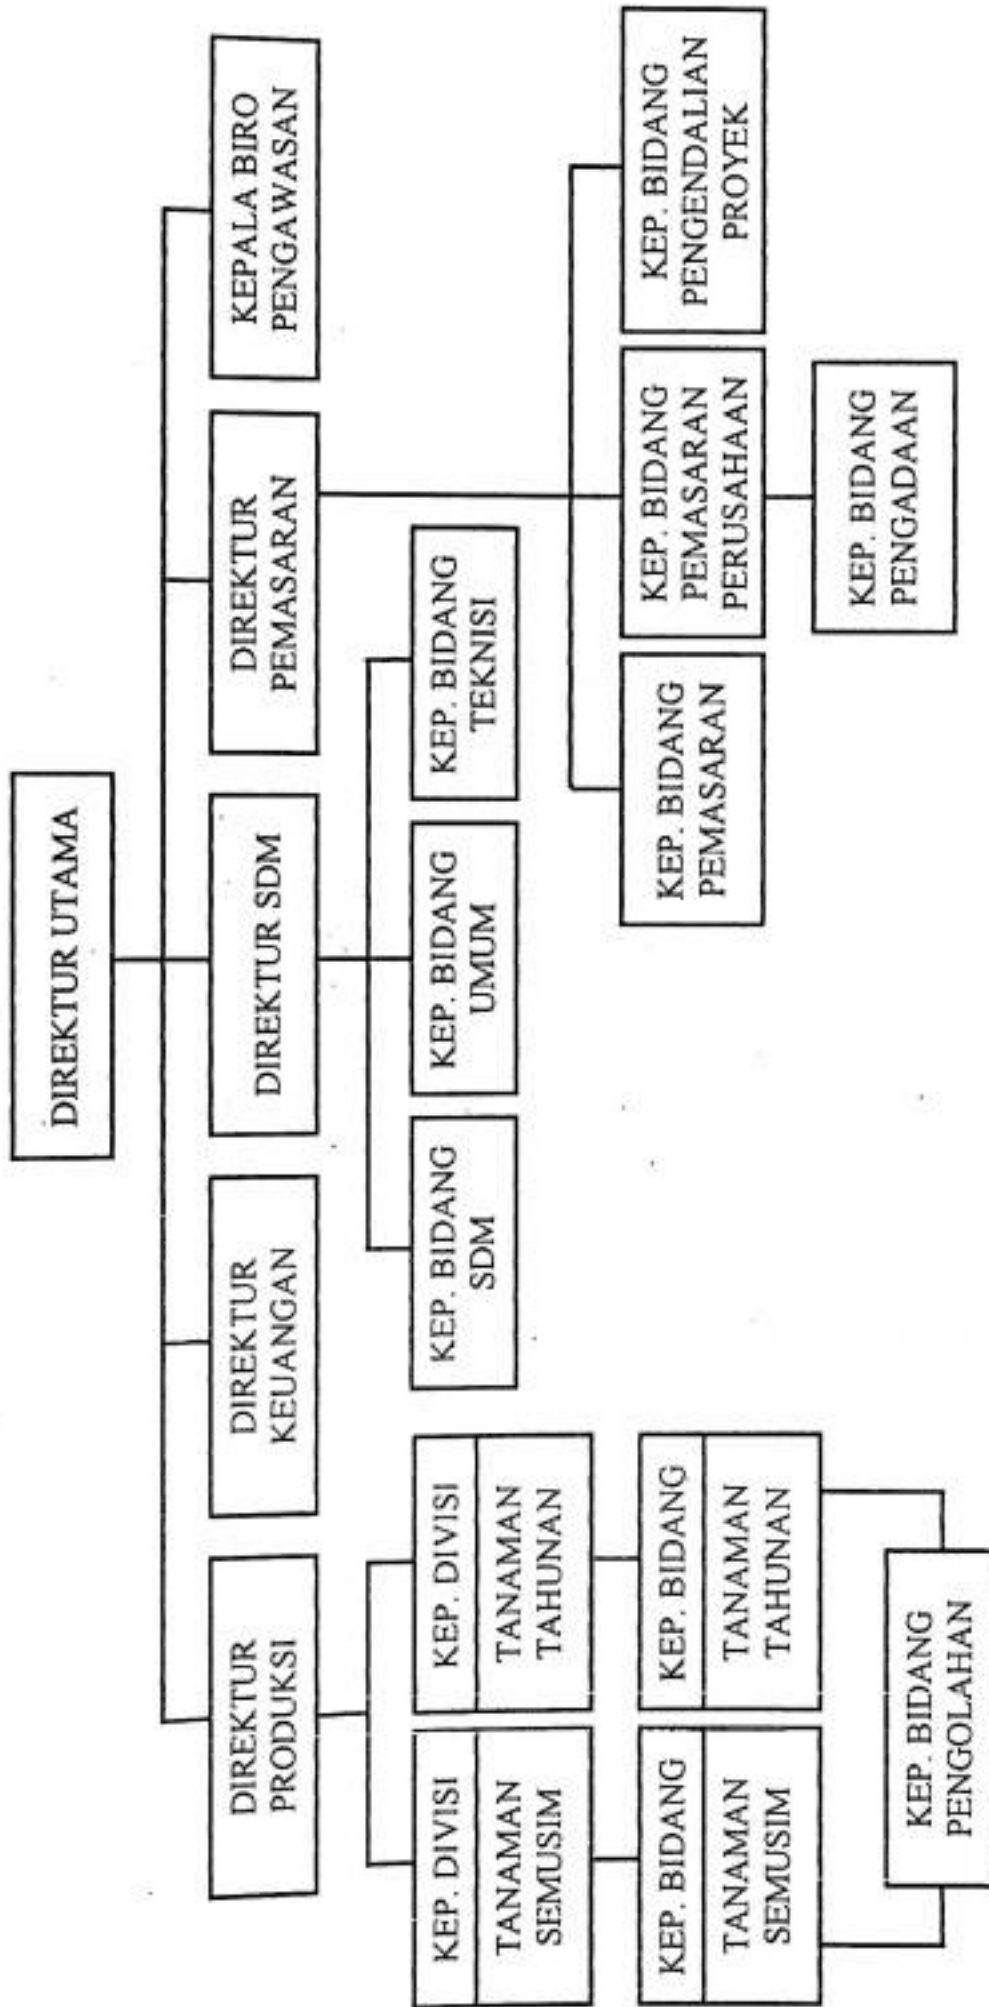 DIREKTUR UTAMA
DIREKTUR
PRODUKSI
DIREKTUR
KEUANGAN
DIREKTUR SDM
DIREKTUR
PEMASARAN
KEPALA BIRO
PENGAWASAN
KEP. DIVISI
TANAMAN
SEMUSIM
KEP. DIVISI
TANAMAN
TAHUNAN
KEP. BIDANG
SDM
KEP. BIDANG
UMUM
KEP. BIDANG
TEKNISI
KEP. BIDANG
TANAMAN
SEMUSIM
KEP. BIDANG
TANAMAN
TAHUNAN
KEP. BIDANG
PEMASARAN
KEP. BIDANG
PEMASARAN
PERUSAHAAN
KEP. BIDANG
PENGENDALIAN
PROYEK
KEP. BIDANG
PENGOLAHAN
KEP. BIDANG
PENGADAAN